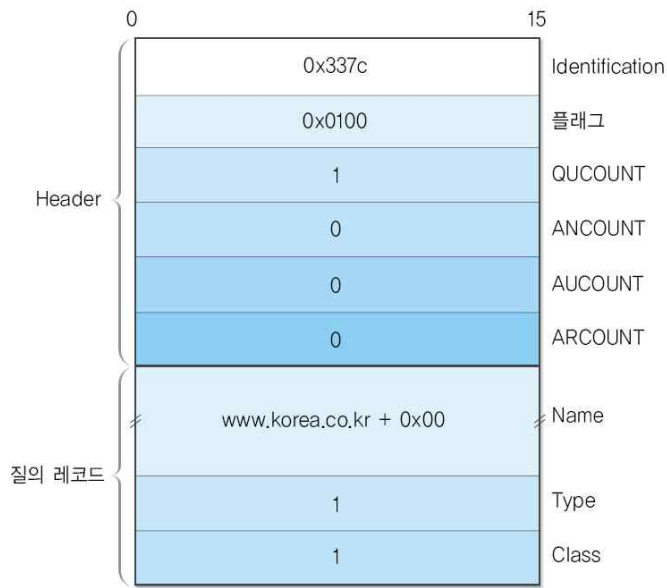 0 15
0x337c Identification
0x0100 플래그
1 QUCOUNT
Header
0 ANCOUNT
0 AUCOUNT
0 ARCOUNT
www.korea.co.kr + 0x00 Name
질의 레코드
1 Type
1 Class